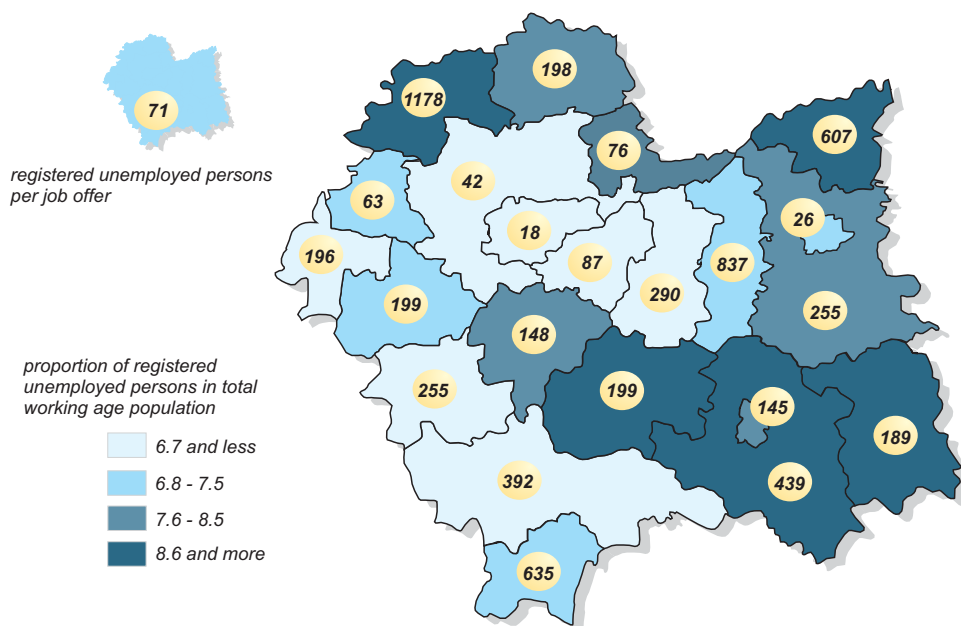 71
registered unemployed persons
per job offer
proportion of registered
unemployed persons in total
working age population
6.7 and less
6.8 - 7.5
7.6 - 8.5
8.6 and more
198
1178
607
76
42
63
26
18
196
87
837
290
199
255
148
255
199
145
189
392
439
635